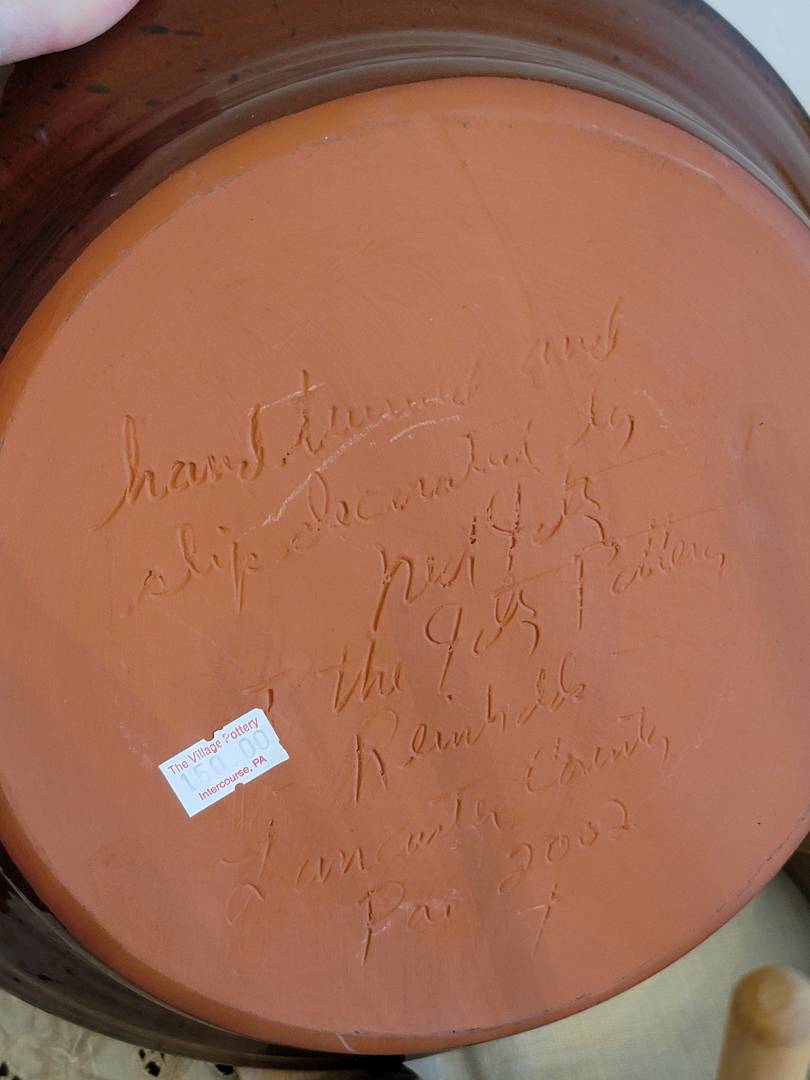 hand turned and
slip decorated by
Ned Foltz
the Foltz Pottery
Reinholds
Lancaster County
Pa. 2002
The Village Pottery
150.00
Intercourse, PA